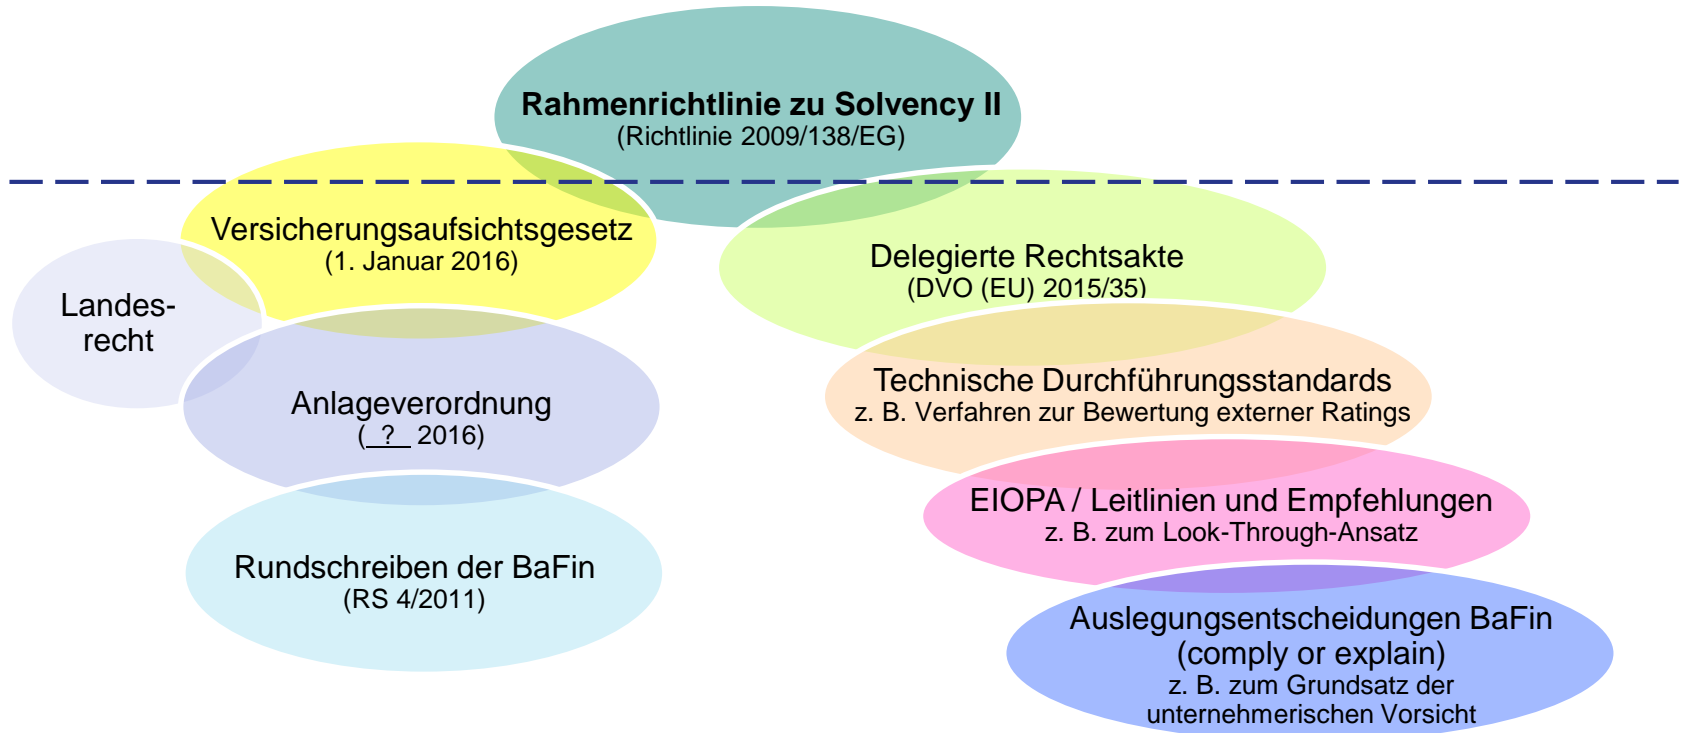 Rahmenrichtlinie zu Solvency II
(Richtlinie 2009/138/EG)
Versicherungsaufsichtsgesetz
(1. Januar 2016)
Landes-
recht
Anlageverordnung
( ? 2016)
Rundschreiben der BaFin
(RS 4/2011)
Delegierte Rechtsakte
(DVO (EU) 2015/35)
Technische Durchführungsstandards
z. B. Verfahren zur Bewertung externer Ratings
EIOPA / Leitlinien und Empfehlungen
z. B. zum Look-Through-Ansatz
Auslegungsentscheidungen BaFin
(comply or explain)
z. B. zum Grundsatz der
unternehmerischen Vorsicht